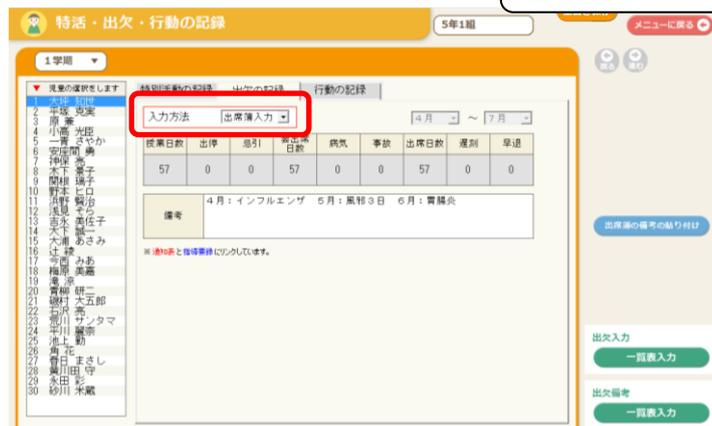 特活・出欠・行動の記録
5年1組
メニューに戻る
1学期 ▼
戻る 進む
▼ 児童の選択をします
1 大坪 知世
2 平塚 克実
3 原 兼
4 小高 光臣
5 一青 さやか
6 安座間 勇
7 神保 亮
8 木下 景子
9 関根 瑞子
10 野本 ヒロ
11 浜野 賢治
12 浅見 そら
13 吉永 美佐子
14 大下 誠一
15 大浦 あさみ
16 辻 綾
17 今西 みあ
18 梅原 美嘉
19 滝 涼
20 青柳 研二
21 磯村 大五郎
22 石沢 亮
23 荒川 サンタマ
24 平川 麗奈
25 池上 勤
26 角 花
27 春日 まさし
28 黄川田 守
29 永田 彩
30 砂川 米蔵
特別活動の記録 出欠の記録 行動の記録
入力方法 出席簿入力
4月 ～ 7月
授業日数 出停 忌引 要出席日数 病気 事故 出席日数 遅刻 早退
57 0 0 57 0 0 57 0 0
備考
4月：インフルエンザ 5月：風邪3日 6月：胃腸炎
※通知表と指導要録にリンクしています。
出席簿の備考の貼り付け
出欠入力
一覧表入力
出欠備考
一覧表入力